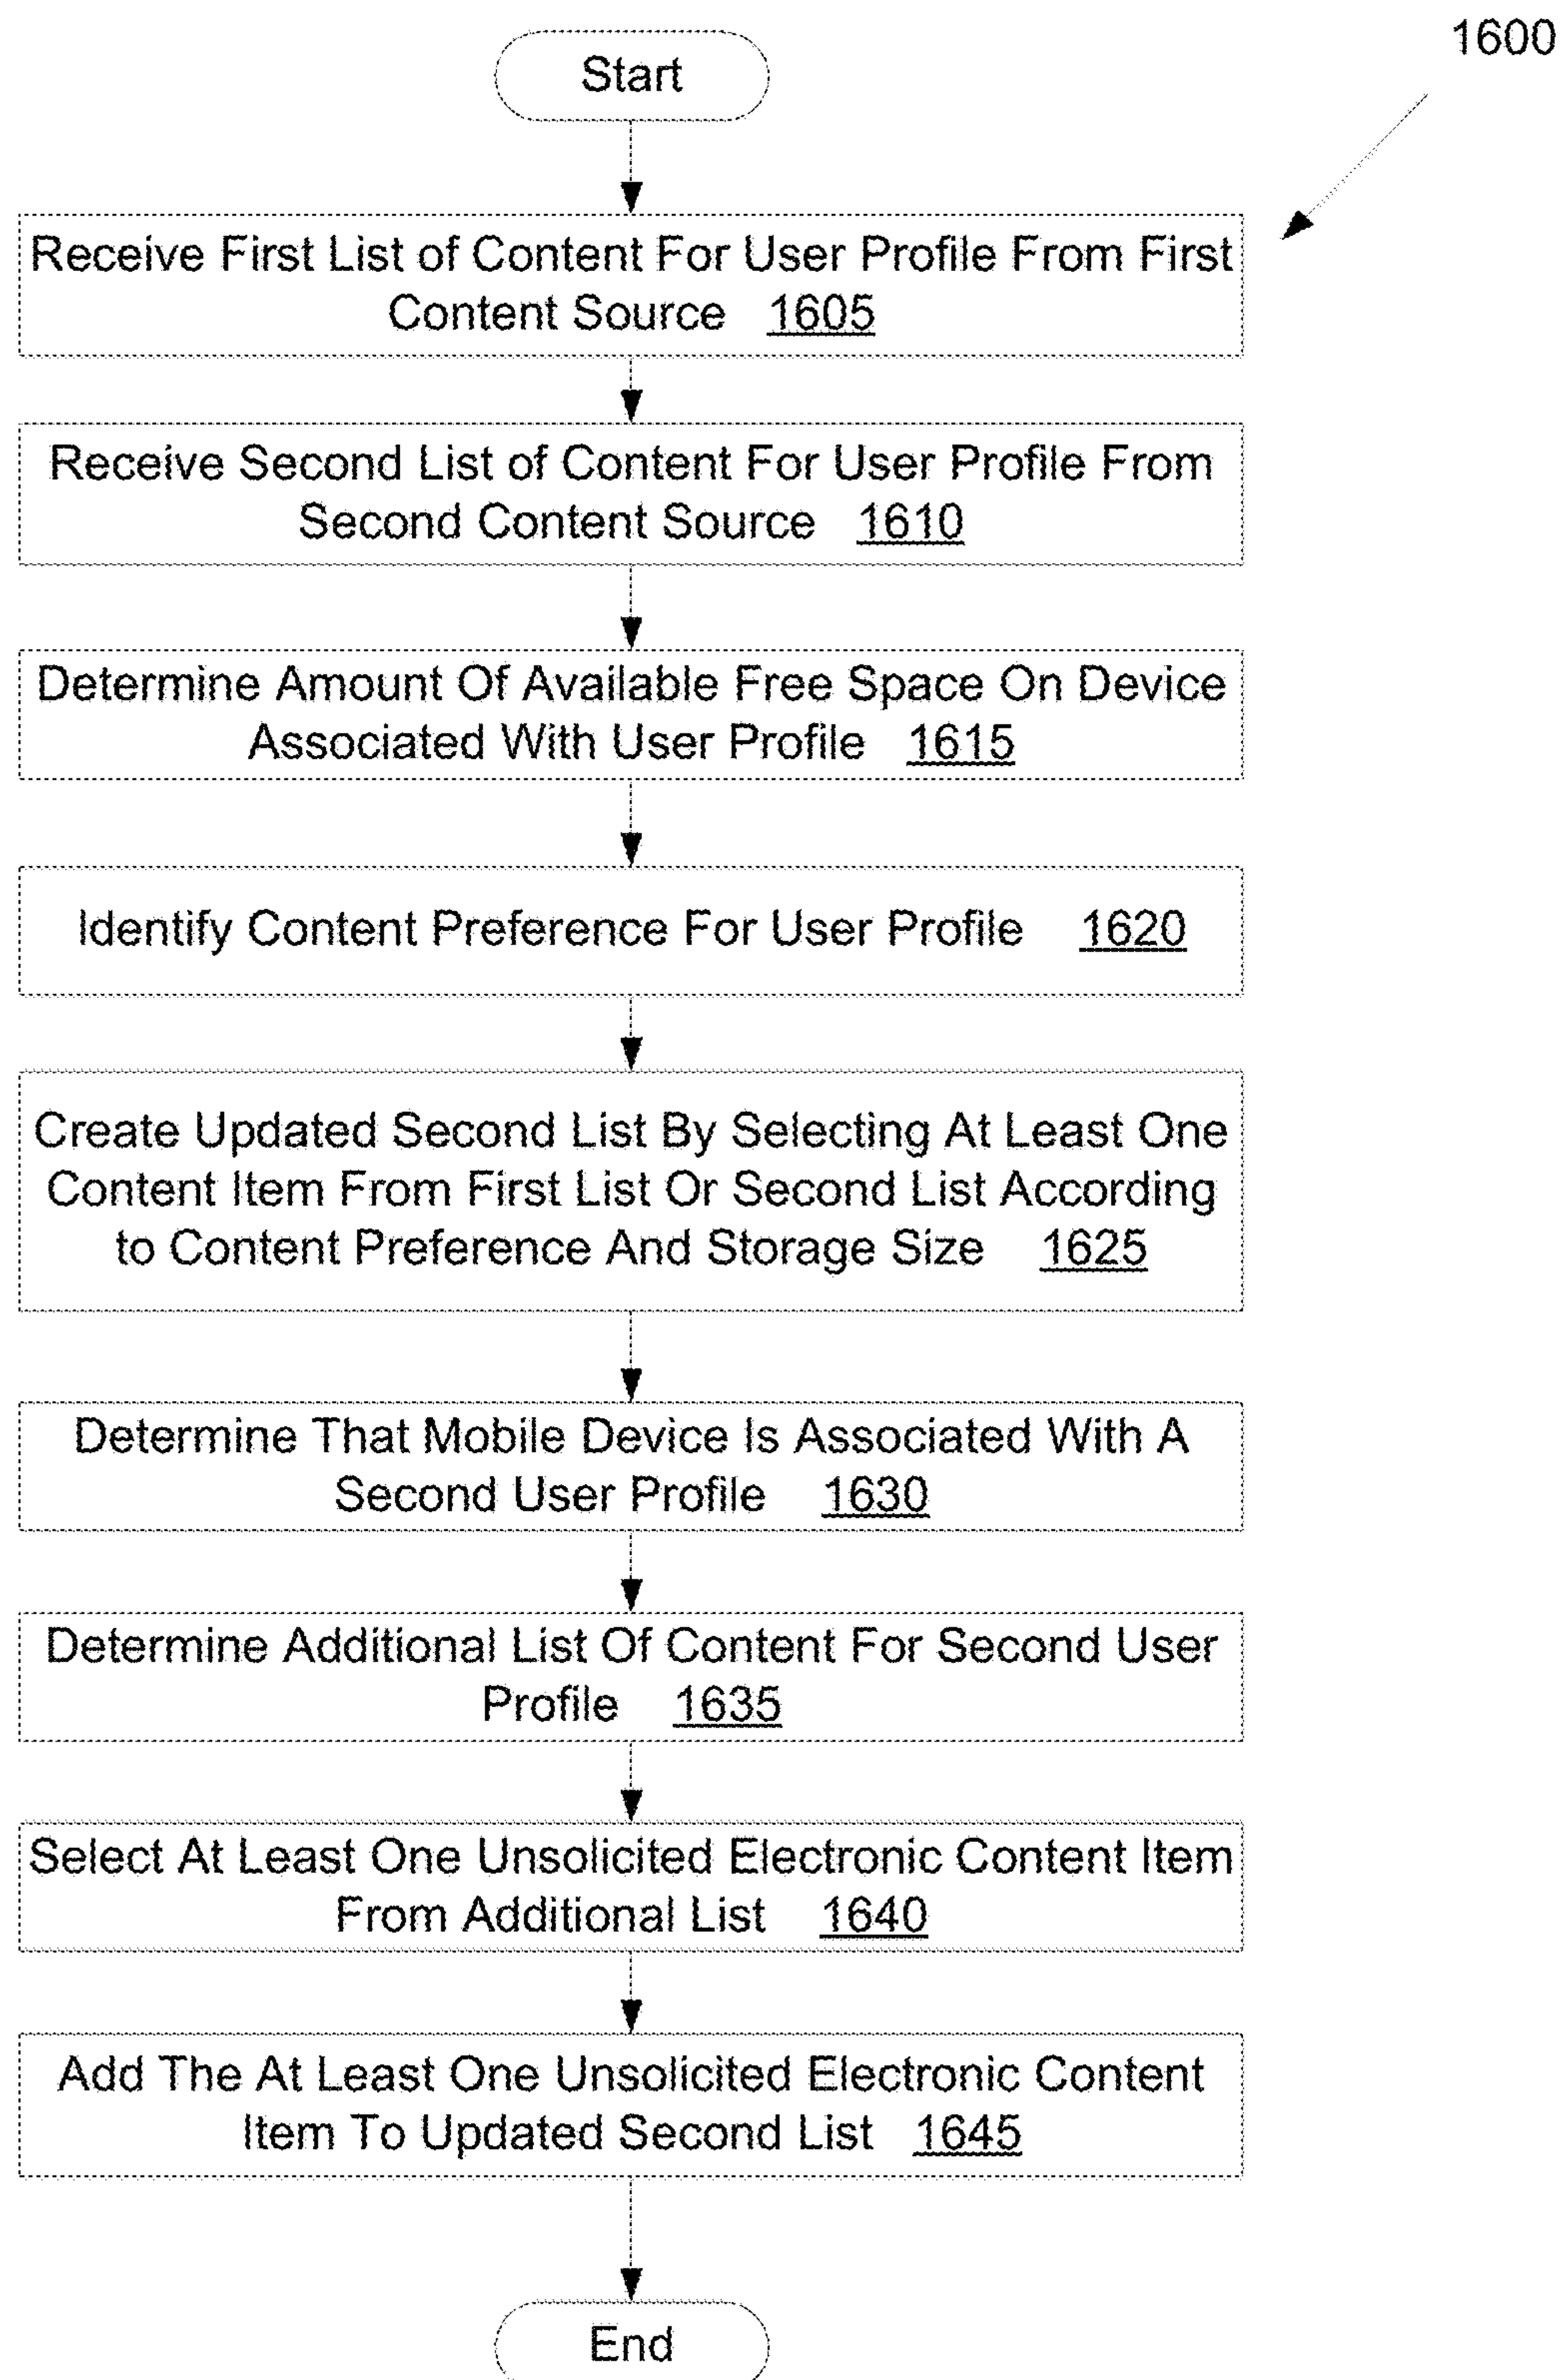 1600
Start
Receive First List of Content For User Profile From First
Content Source 1605
Receive Second List of Content For User Profile From
Second Content Source 1610
Determine Amount Of Available Free Space On Device
Associated With User Profile 1615
Identify Content Preference For User Profile 1620
Create Updated Second List By Selecting At Least One
Content Item From First List Or Second List According
to Content Preference And Storage Size 1625
Determine That Mobile Device Is Associated With A
Second User Profile 1630
Determine Additional List Of Content For Second User
Profile 1635
Select At Least One Unsolicited Electronic Content Item
From Additional List 1640
Add The At Least One Unsolicited Electronic Content
Item To Updated Second List 1645
End